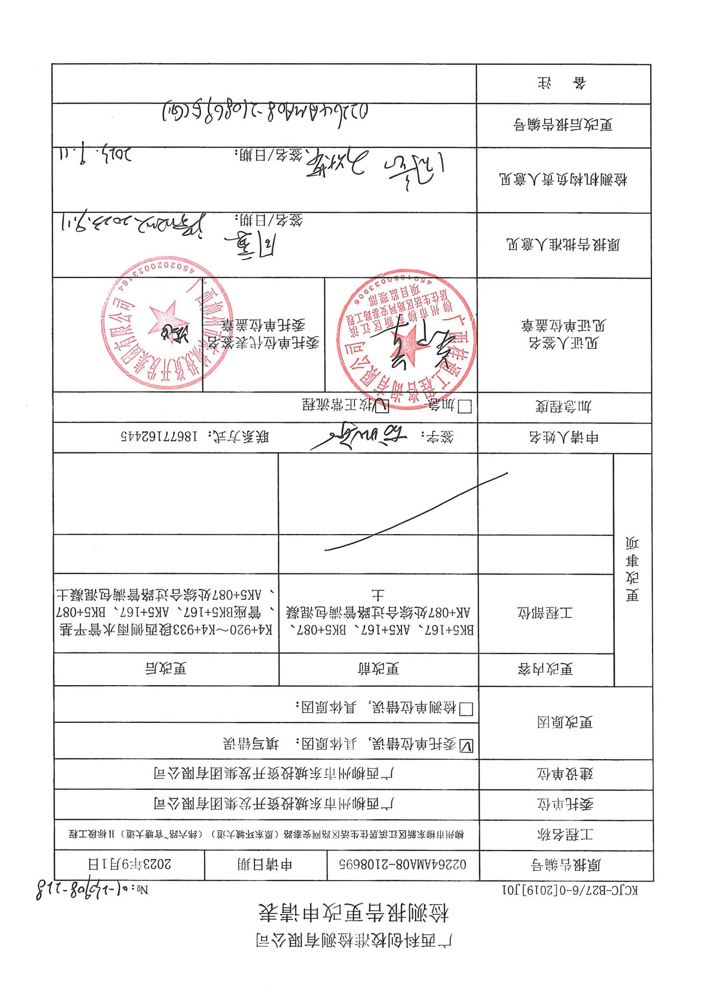 广西科创校准检测有限公司
检测报告更改申请表
KCJC-B27/6-0[2019]J01
№:01-230908-218
原报告编号 02264AMA08-2108695 申请日期 2023年9月1日
工程名称 柳州市柳东新区江滨居住生活区路网安泰路（原东环城大道）（纬六路~官塘大道）II标段工程
委托单位 广西柳州市东城投资开发集团有限公司
建设单位 广西柳州市东城投资开发集团有限公司
更改原因
☑委托单位错误，具体原因： 填写错误
□检测单位错误，具体原因：
更改事项
更改内容 更改前 更改后
工程部位
BK5+167、AK5+167、BK5+087、
AK+087处综合过路管满包混凝
土
K4+920～K4+933段西侧雨水管平基
、管座BK5+167、AK5+167、BK5+087
、AK5+087处综合过路管满包混凝土
申请人姓名 签字： 联系方式：18677162445
加急程度 □加急 ☑按正常流程
见证人签名
见证单位盖章
广西桂通工程咨询有限公司
柳州市柳东新区江滨
居住生活区路网安泰路工程
项目监理部
4501030033906
委托单位代表签名
委托单位盖章
广西柳州市东城投资开发集团有限公司
4502020023164
原报告批准人意见
同意
签名/日期： 2023.9.11
检测机构负责人意见
同意
签名/日期： 2023.9.11
更改后报告编号 02264AMA08-2108695(G1)
备 注